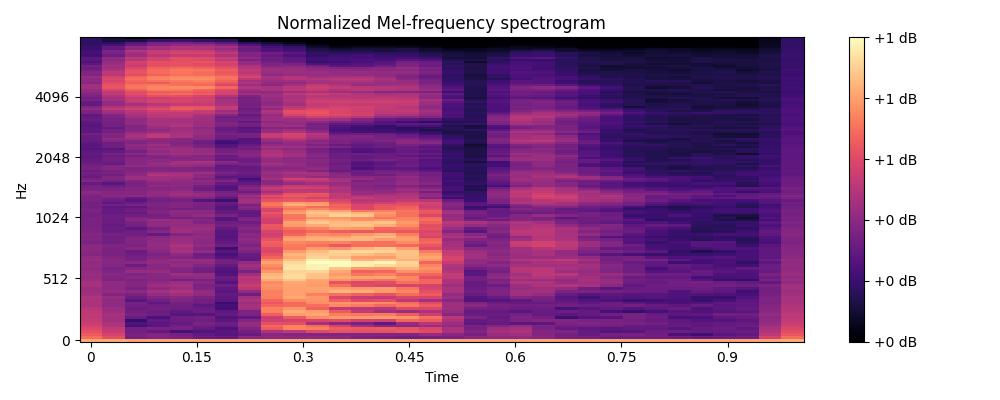 Normalized Mel-frequency spectrogram
Hz
4096
2048
1024
512
0
0 0.15 0.3 0.45 0.6 0.75 0.9
Time
+1 dB
+1 dB
+1 dB
+0 dB
+0 dB
+0 dB